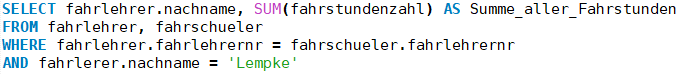 SELECT fahrlehrer.nachname, SUM(fahrstundenzahl) AS Summe_aller_Fahrstunden
FROM fahrlehrer, fahrschueler
WHERE fahrlehrer.fahrlehrernr = fahrschueler.fahrlehrernr
AND fahrlerer.nachname = 'Lempke'